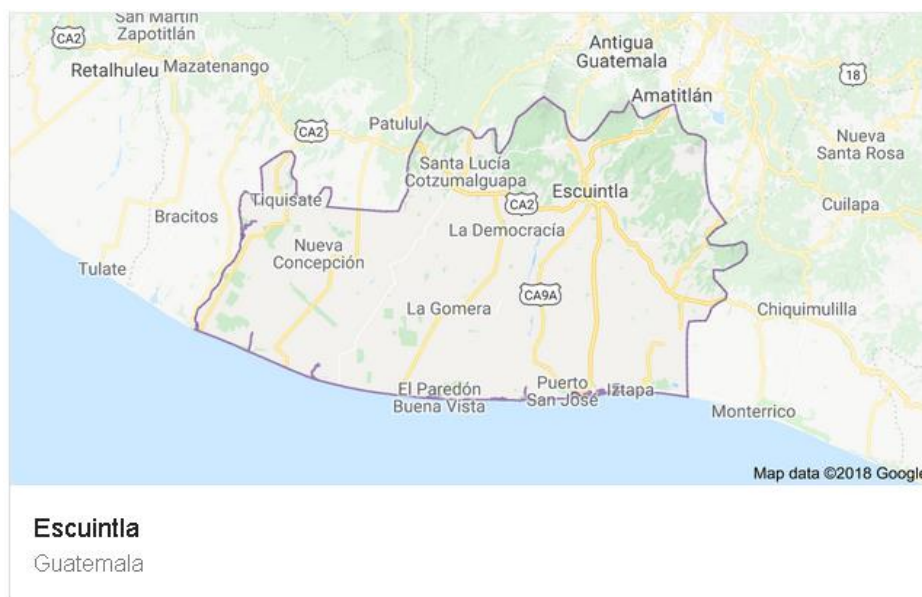 San Martín
Zapotitlán
CA2
Retalhuleu
Mazatenango
Antigua
Guatemala
18
Amatitlán
CA2
Patulul
Nueva
Santa Rosa
Santa Lucía
Cotzumalguapa
Escuintla
Tiquisate
CA2
Cuilapa
Bracitos
La Democracía
Nueva
Concepción
Tulate
CA9A
La Gomera
Chiquimulilla
El Paredón
Buena Vista
Puerto
San José
Iztapa
Monterrico
Map data ©2018 Google
Escuintla
Guatemala